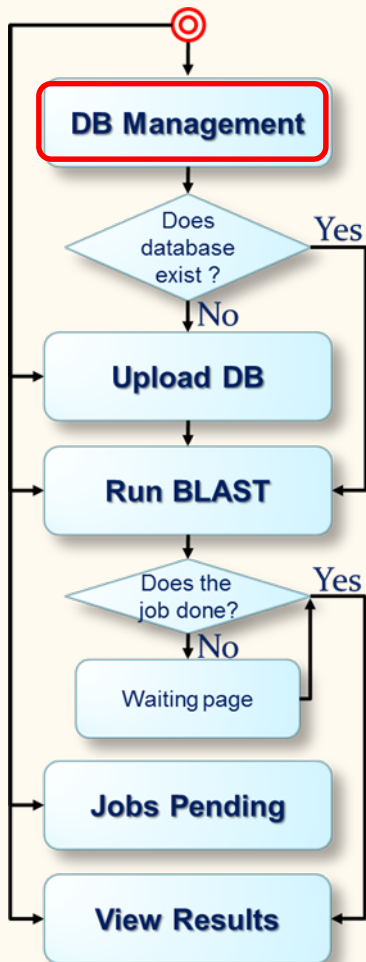 DB Management
Does
database
exist ?
Yes
No
Upload DB
Run BLAST
Does the
job done?
Yes
No
Waiting page
Jobs Pending
View Results